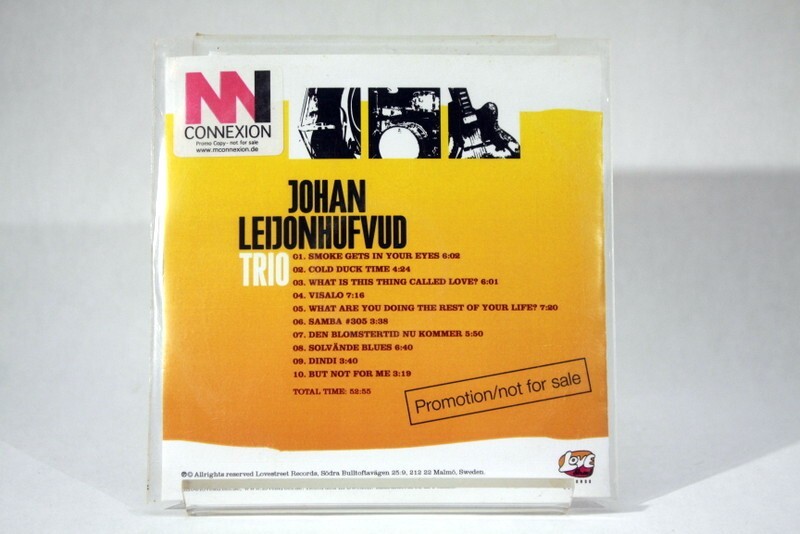 NN
CONNEXION
Promo Copy- not for sale
www.mconnexion.de
JOHAN
LEIJONHUFVUD
TRIO
01. SMOKE GETS IN YOUR EYES 6:02
02. COLD DUCK TIME 4:24
03. WHAT IS THIS THING CALLED LOVE? 6:01
04. VISALO 7:16
05. WHAT ARE YOU DOING THE REST OF YOUR LIFE? 7:20
06. SAMBA #305 3:38
07. DEN BLOMSTERTID NU KOMMER 5:50
08. SOLVÄNDE BLUES 6:40
09. DINDI 3:40
10. BUT NOT FOR ME 3:19
TOTAL TIME: 52:55
Promotion/not for sale
LOVE
℗© Allrights reserved Lovestreet Records, Södra Bulltoftavägen 25:9, 212 22 Malmö, Sweden.